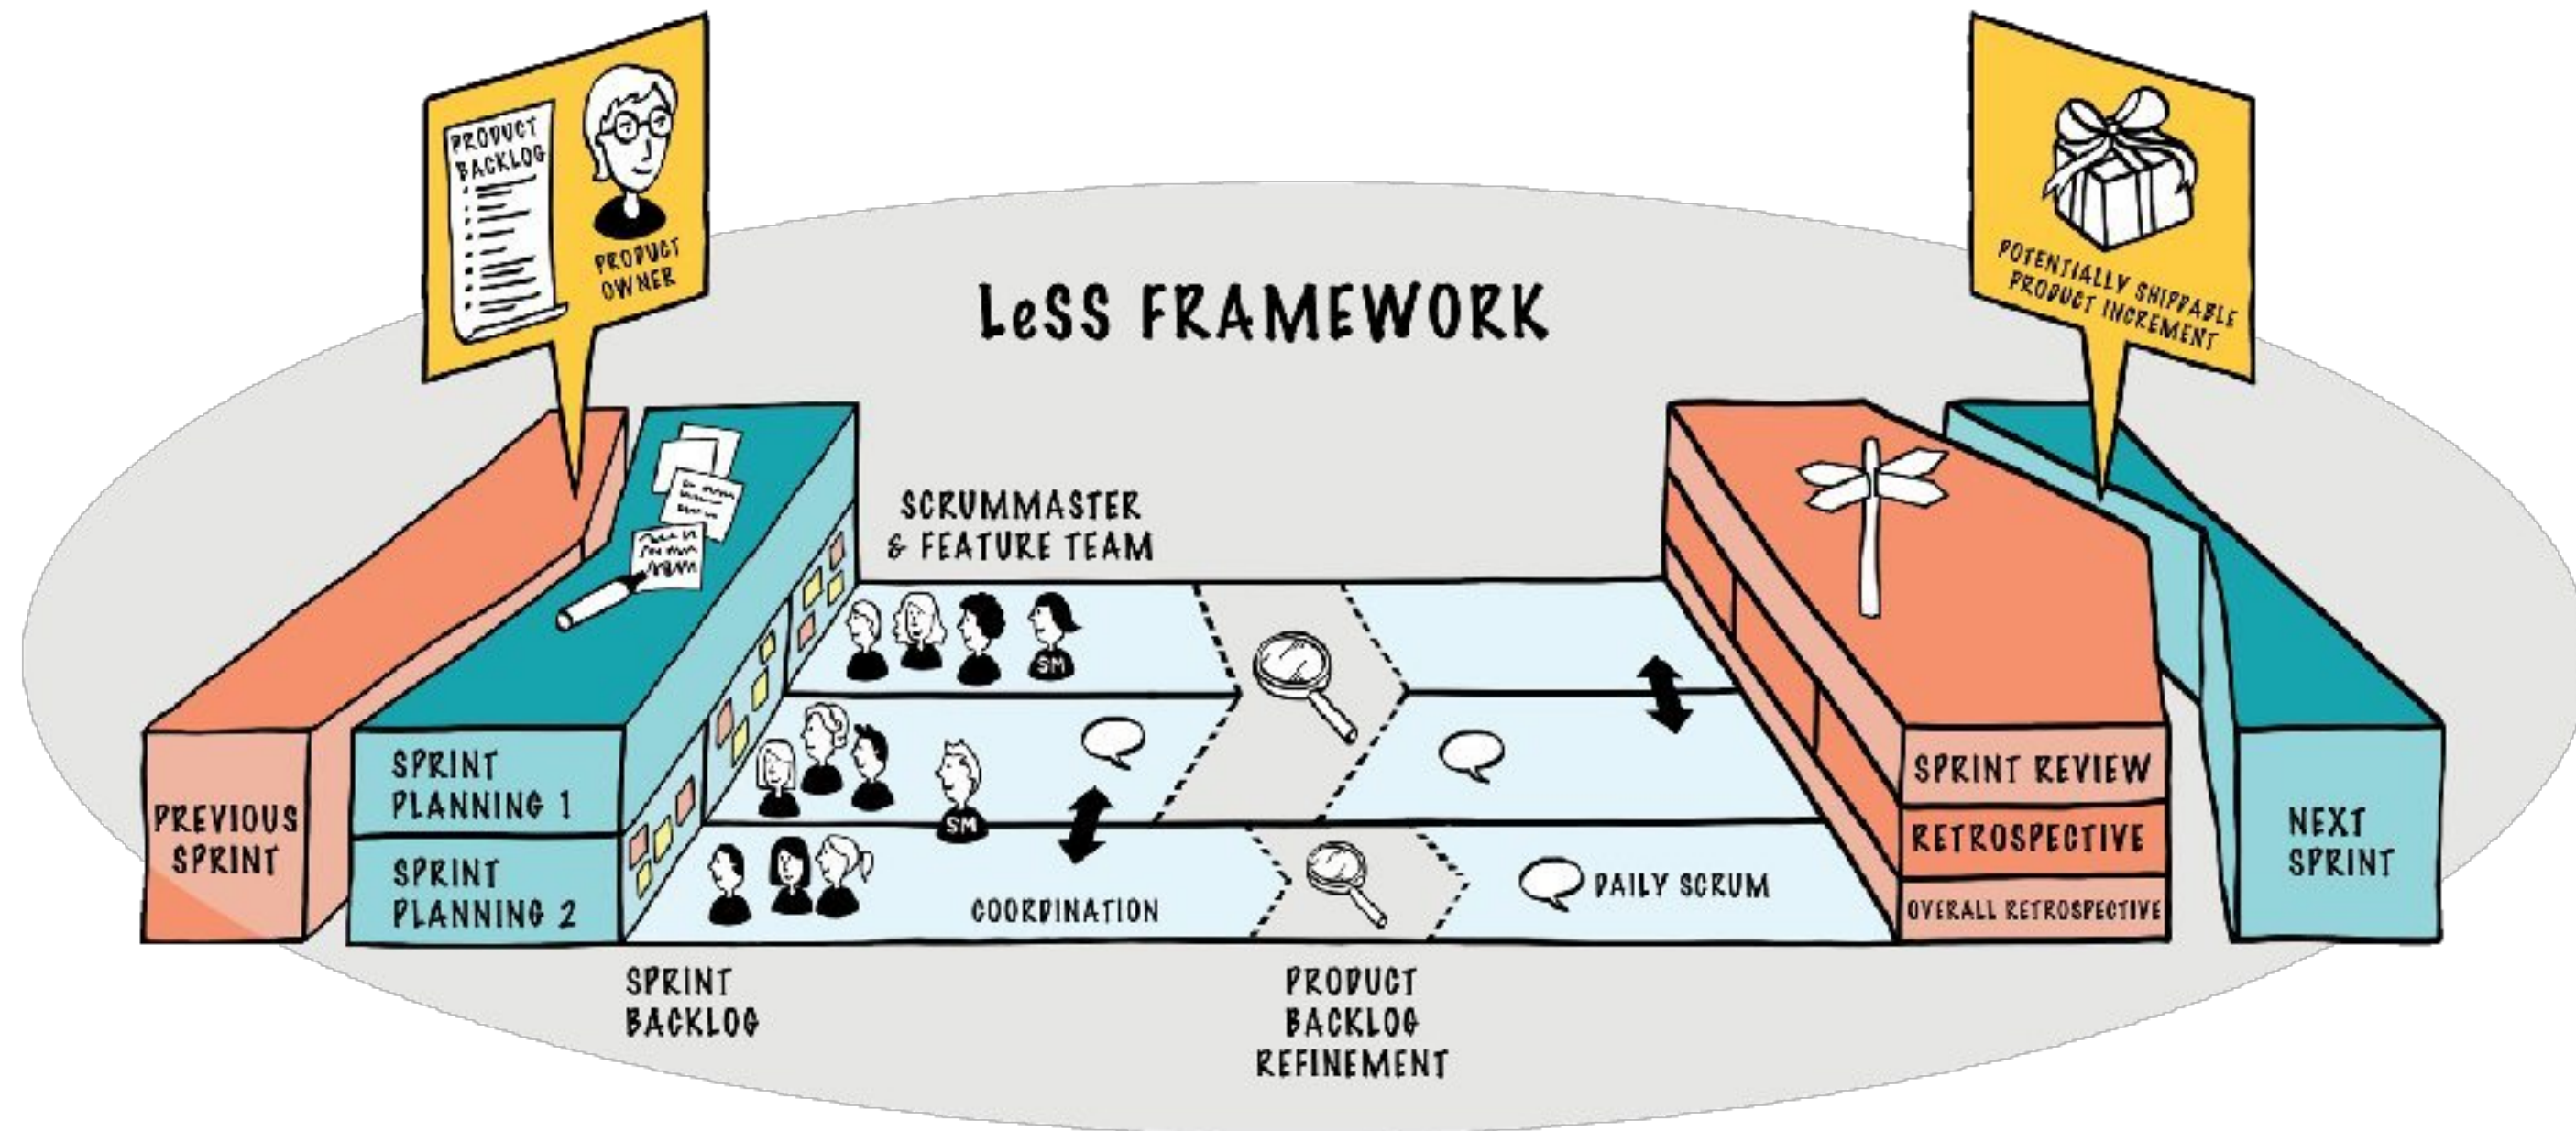 PRODUCT
BACKLOG
PRODUCT
OWNER
POTENTIALLY SHIPPABLE
PRODUCT INCREMENT
LeSS FRAMEWORK
SCRUMMASTER
& FEATURE TEAM
SM
SM
PREVIOUS
SPRINT
SPRINT
PLANNING 1
SPRINT
PLANNING 2
COORDINATION
DAILY SCRUM
SPRINT REVIEW
RETROSPECTIVE
OVERALL RETROSPECTIVE
NEXT
SPRINT
SPRINT
BACKLOG
PRODUCT
BACKLOG
REFINEMENT